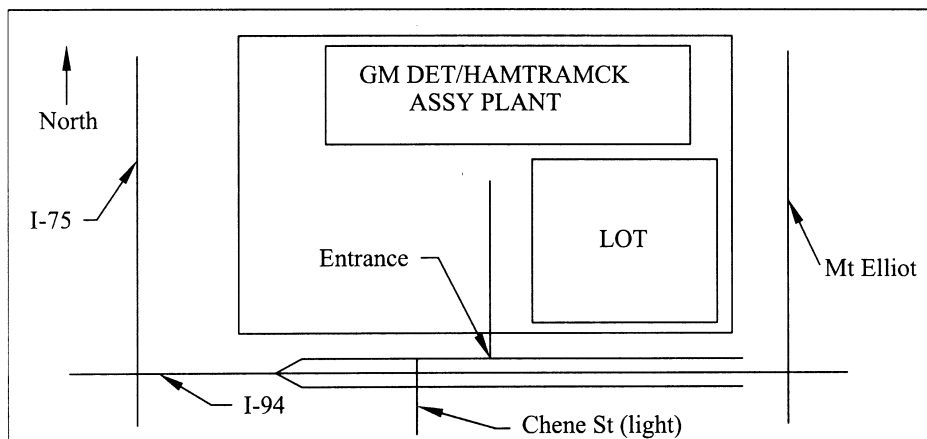 GM DET/HAMTRAMCK
ASSY PLANT
North
I-75
LOT
Entrance
Mt Elliot
I-94
Chene St (light)